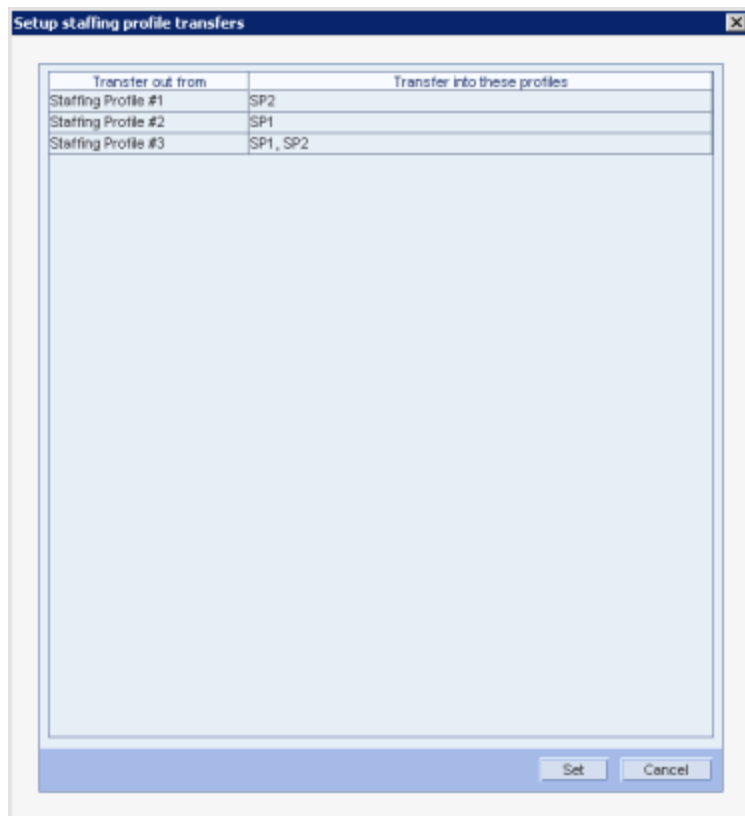 Setup staffing profile transfers
Transfer out from Transfer into these profiles
Staffing Profile #1 SP2
Staffing Profile #2 SP1
Staffing Profile #3 SP1, SP2
Set Cancel